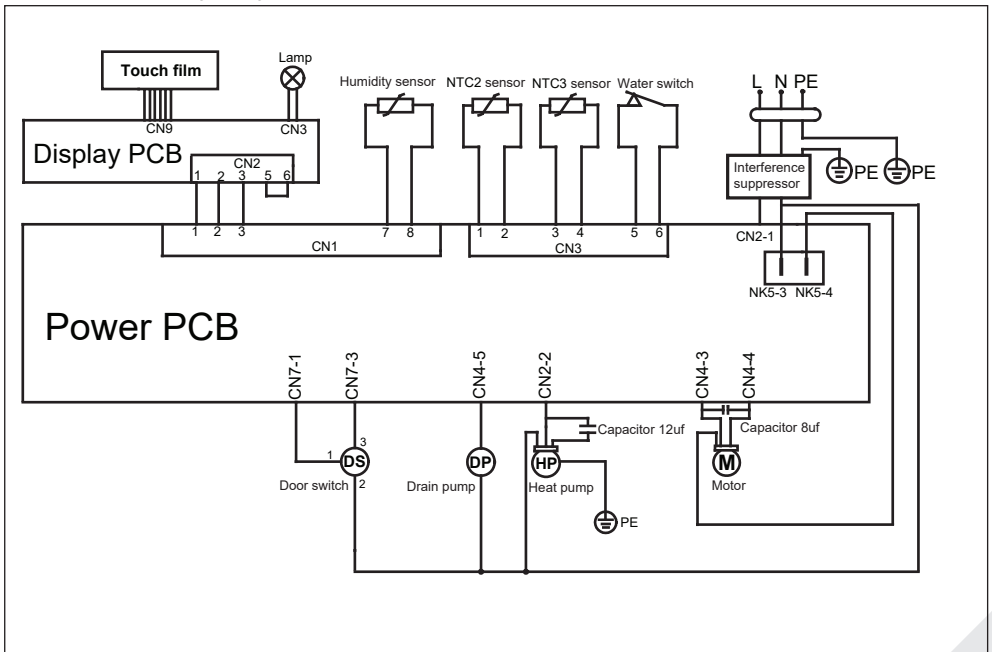 Touch film
Lamp
Humidity sensor
NTC2 sensor
NTC3 sensor
Water switch
L N PE
CN9
CN3
Display PCB
CN2
1 2 3 5 6
Interference
suppressor
PE
PE
1 2 3
7 8
1 2 3 4 5 6
CN1
CN3
CN2-1
NK5-3 NK5-4
Power PCB
CN7-1
CN7-3
CN4-5
CN2-2
CN4-3
CN4-4
Capacitor 12uf
Capacitor 8uf
3
1
DS
2
DP
HP
M
Door switch
Drain pump
Heat pump
Motor
PE